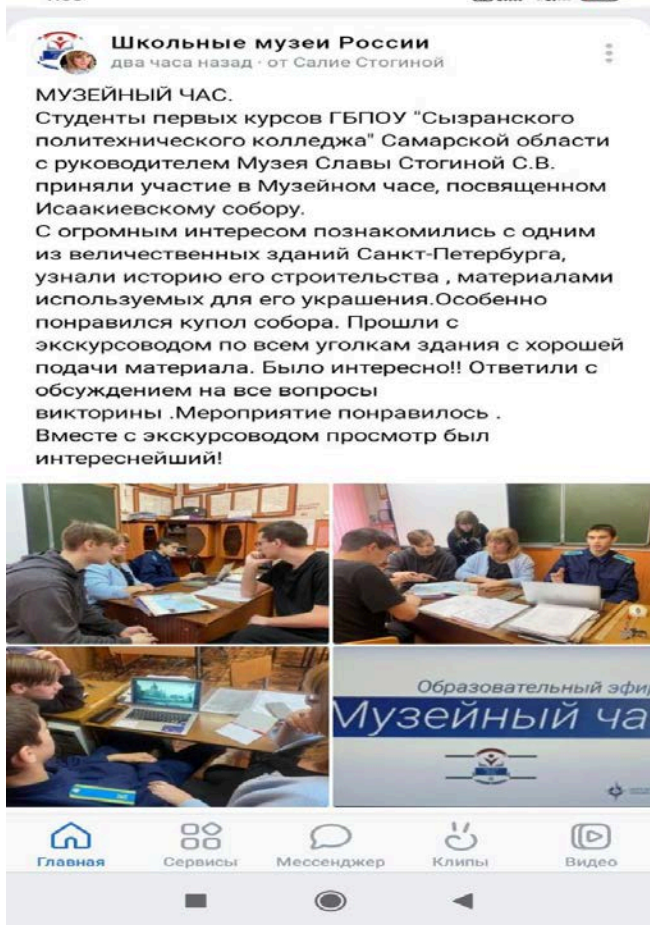 Школьные музеи России
два часа назад · от Салие Стогиной
МУЗЕЙНЫЙ ЧАС.
Студенты первых курсов ГБПОУ "Сызранского
политехнического колледжа" Самарской области
с руководителем Музея Славы Стогиной С.В.
приняли участие в Музейном часе, посвященном
Исаакиевскому собору.
С огромным интересом познакомились с одним
из величественных зданий Санкт-Петербурга,
узнали историю его строительства , материалами
используемых для его украшения.Особенно
понравился купол собора. Прошли с
экскурсоводом по всем уголкам здания с хорошей
подачи материала. Было интересно!! Ответили с
обсуждением на все вопросы
викторины .Мероприятие понравилось .
Вместе с экскурсоводом просмотр был
интереснейший!
Образовательный эфи
Музейный ча
Главная Сервисы Мессенджер Клипы Видео